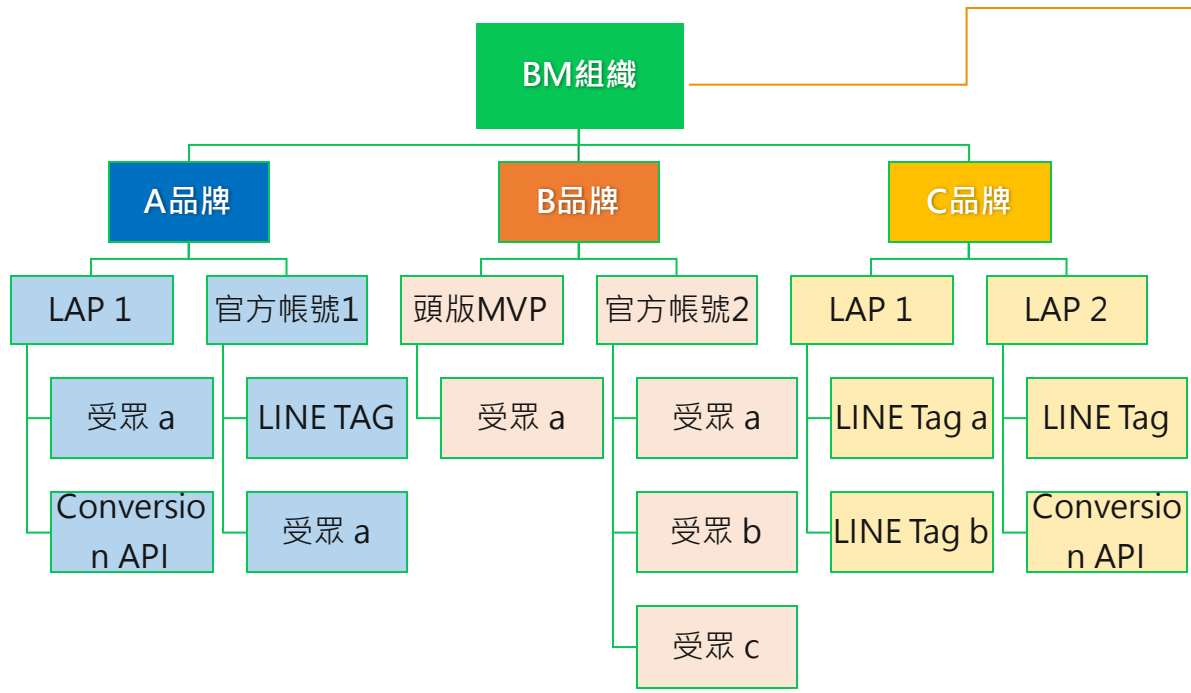 BM組織
A品牌
B品牌
C品牌
LAP 1
官方帳號1
頭版MVP
官方帳號2
LAP 1
LAP 2
受眾 a
LINE TAG
受眾 a
受眾 a
LINE Tag a
LINE Tag
Conversio
n API
受眾 a
受眾 b
LINE Tag b
Conversio
n API
受眾 c